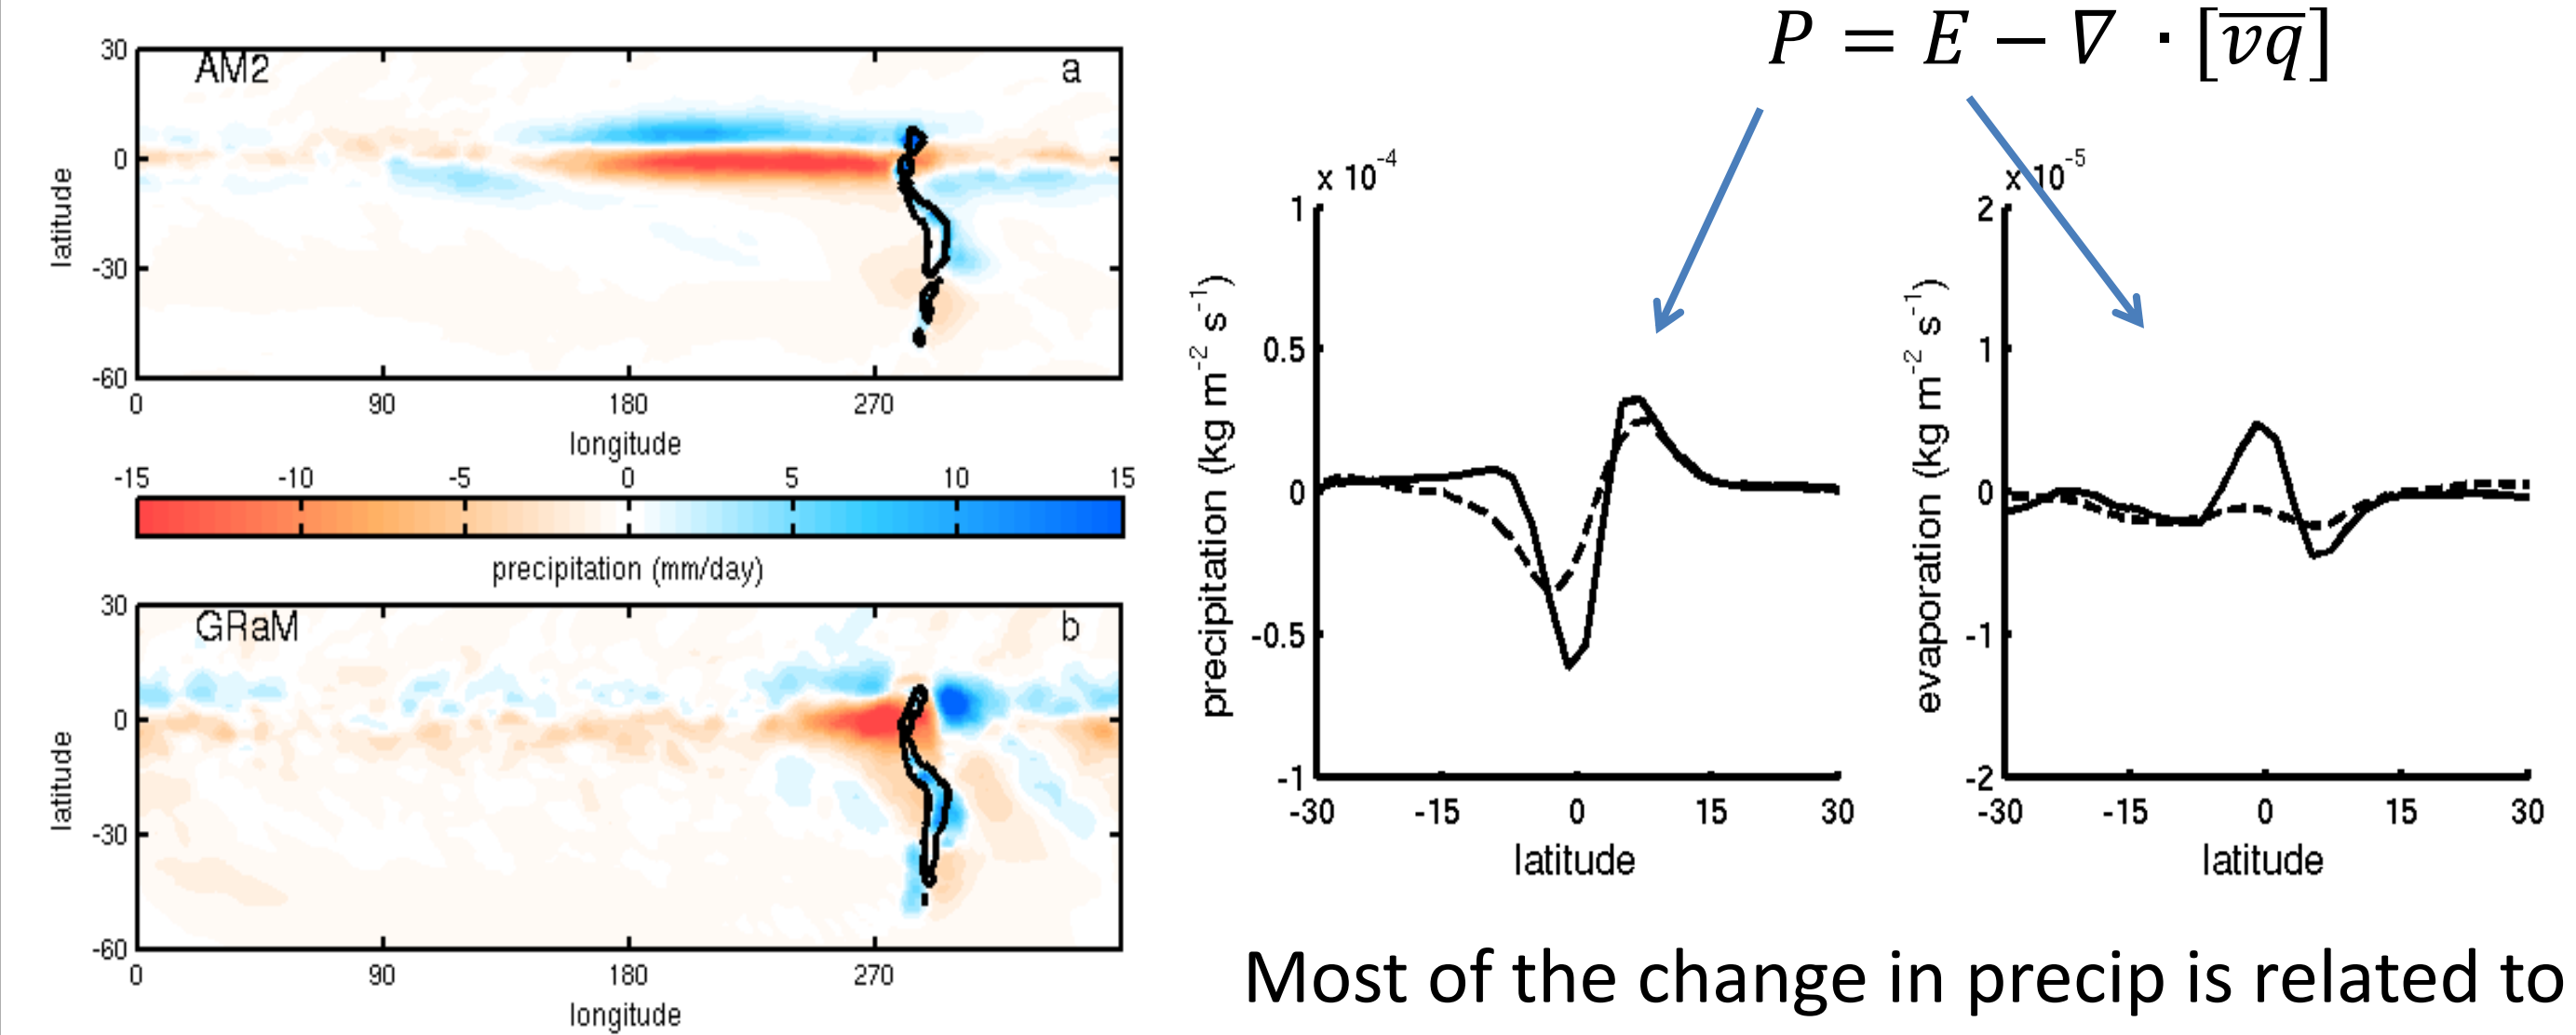 P = E − ∇ · [v̅q̅]
30
AM2
a
0
-30
-60
latitude
0
90
180
270
longitude
-15
-10
-5
0
5
10
15
precipitation (mm/day)
30
GRaM
b
0
-30
-60
latitude
0
90
180
270
longitude
x 10⁻⁴
1
0.5
0
-0.5
-1
precipitation (kg m⁻² s⁻¹)
-30
-15
0
15
30
latitude
x 10⁻⁵
2
1
0
-1
-2
evaporation (kg m⁻² s⁻¹)
-30
-15
0
15
30
latitude
Most of the change in precip is related to